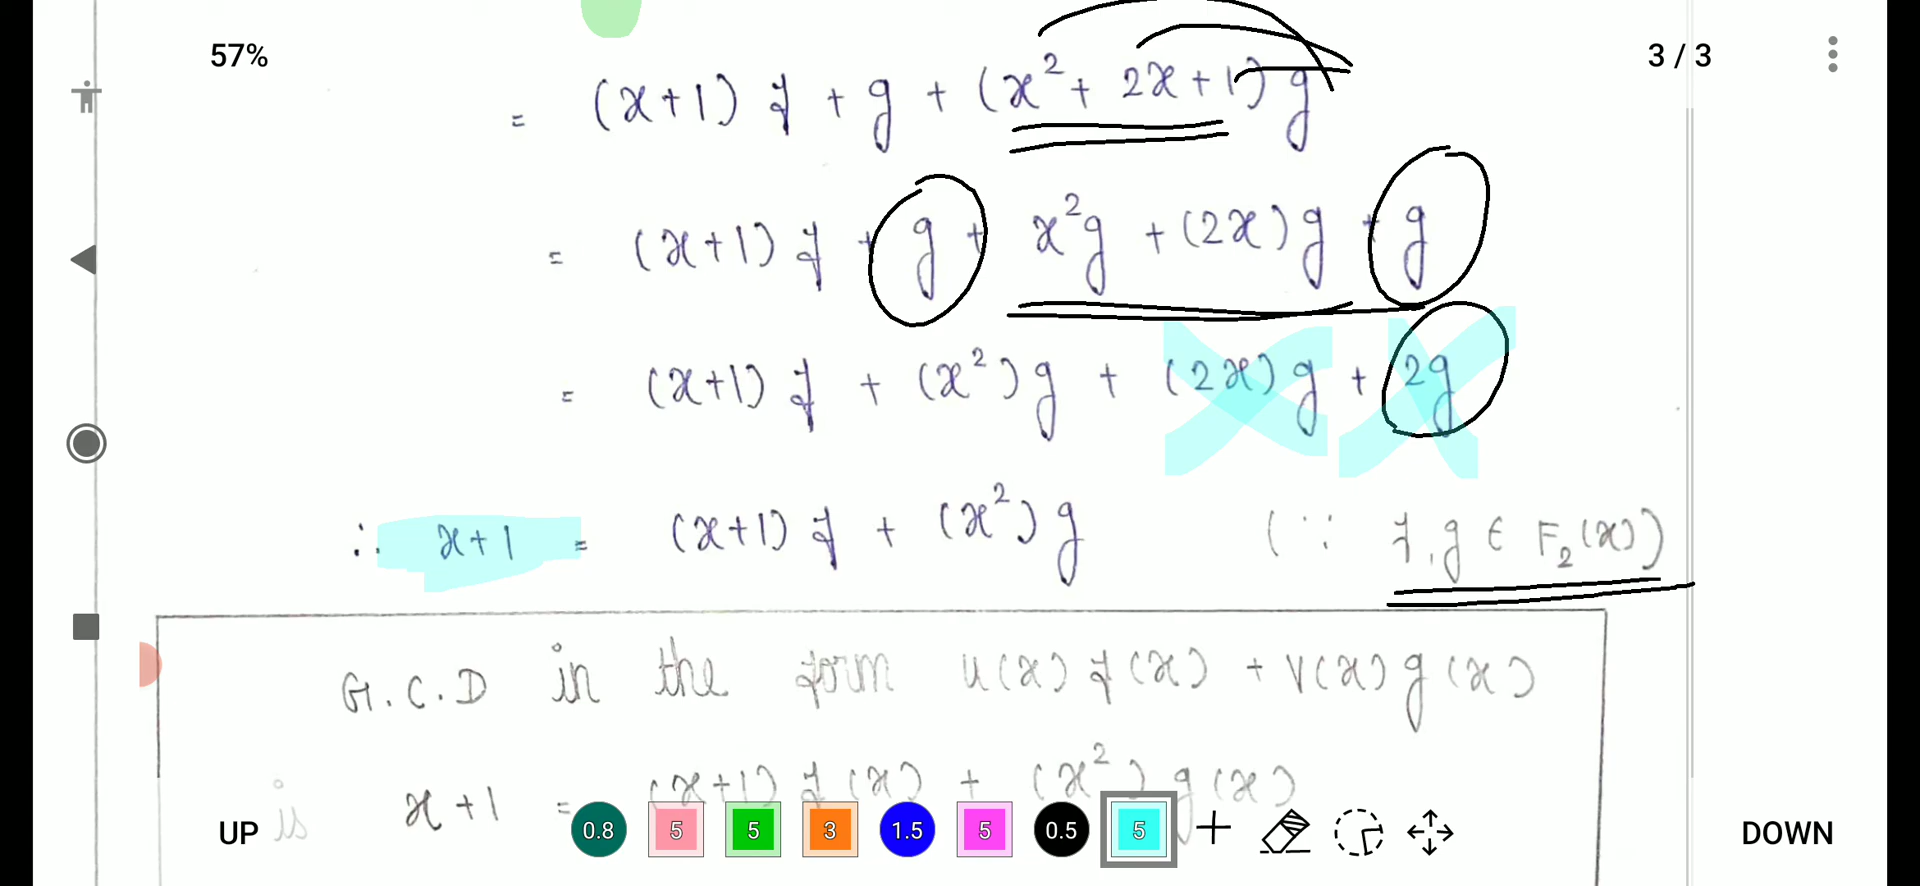 57%
3 / 3
= (x+1) f + g + (x² + 2x + 1) g
= (x+1) f + g + x²g + (2x) g + g
= (x+1) f + (x²) g + (2x) g + 2g
∴ x+1 = (x+1) f + (x²) g (∵ f, g ∈ F₂(x))
G.C.D in the form u(x) f(x) + v(x) g(x)
is x+1 = (x+1) f(x) + (x²) g(x)
UP 0.8 5 5 3 1.5 5 0.5 5 DOWN